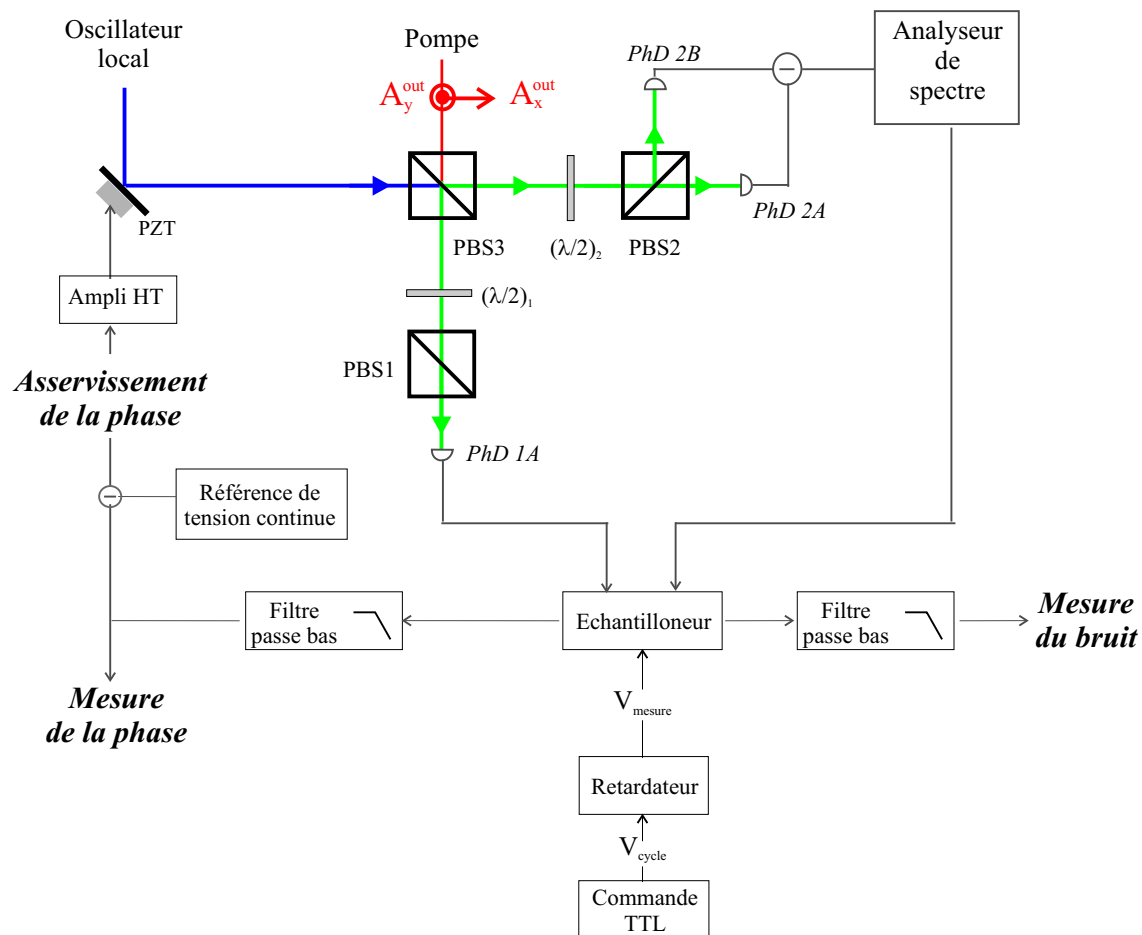 Oscillateur
local
Pompe
A_y^out
A_x^out
PhD 2B
Analyseur
de
spectre
PZT
PBS3
(λ/2)₂
PBS2
PhD 2A
Ampli HT
(λ/2)₁
PBS1
Asservissement
de la phase
PhD 1A
Référence de
tension continue
Filtre
passe bas
Echantilloneur
Filtre
passe bas
Mesure
du bruit
Mesure
de la phase
V_mesure
Retardateur
V_cycle
Commande
TTL